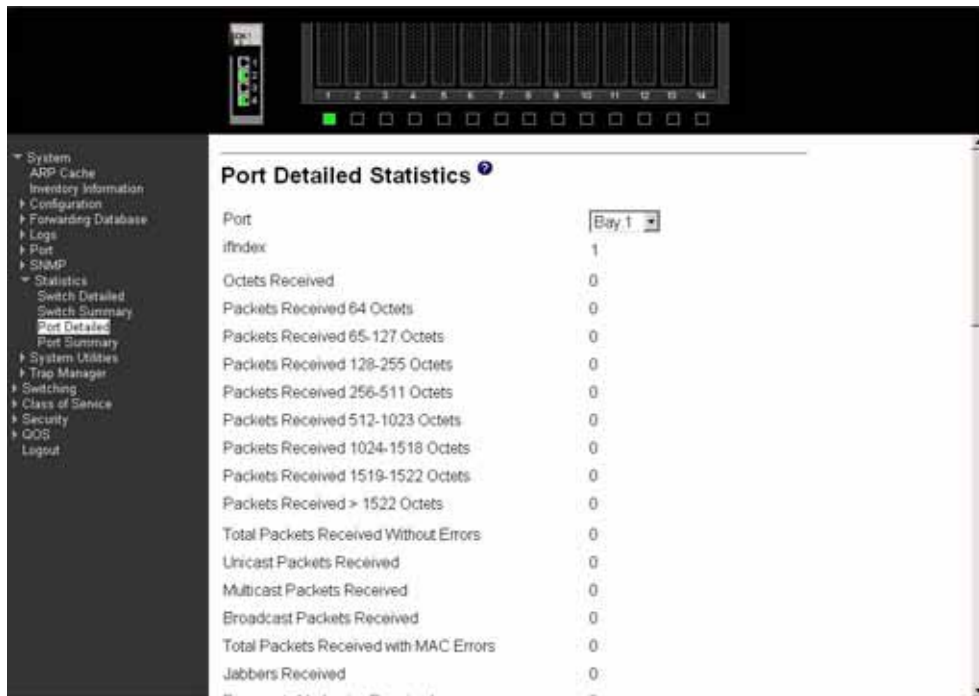 1
2
3
4
1 2 3 4 5 6 7 8 9 10 11 12 13 14
System
ARP Cache
Inventory Information
Configuration
Forwarding Database
Logs
Port
SNMP
Statistics
Switch Detailed
Switch Summary
Port Detailed
Port Summary
System Utilities
Trap Manager
Switching
Class of Service
Security
QOS
Logout
Port Detailed Statistics ?
Port Bay 1
ifIndex 1
Octets Received 0
Packets Received 64 Octets 0
Packets Received 65-127 Octets 0
Packets Received 128-255 Octets 0
Packets Received 256-511 Octets 0
Packets Received 512-1023 Octets 0
Packets Received 1024-1518 Octets 0
Packets Received 1519-1522 Octets 0
Packets Received > 1522 Octets 0
Total Packets Received Without Errors 0
Unicast Packets Received 0
Multicast Packets Received 0
Broadcast Packets Received 0
Total Packets Received with MAC Errors 0
Jabbers Received 0